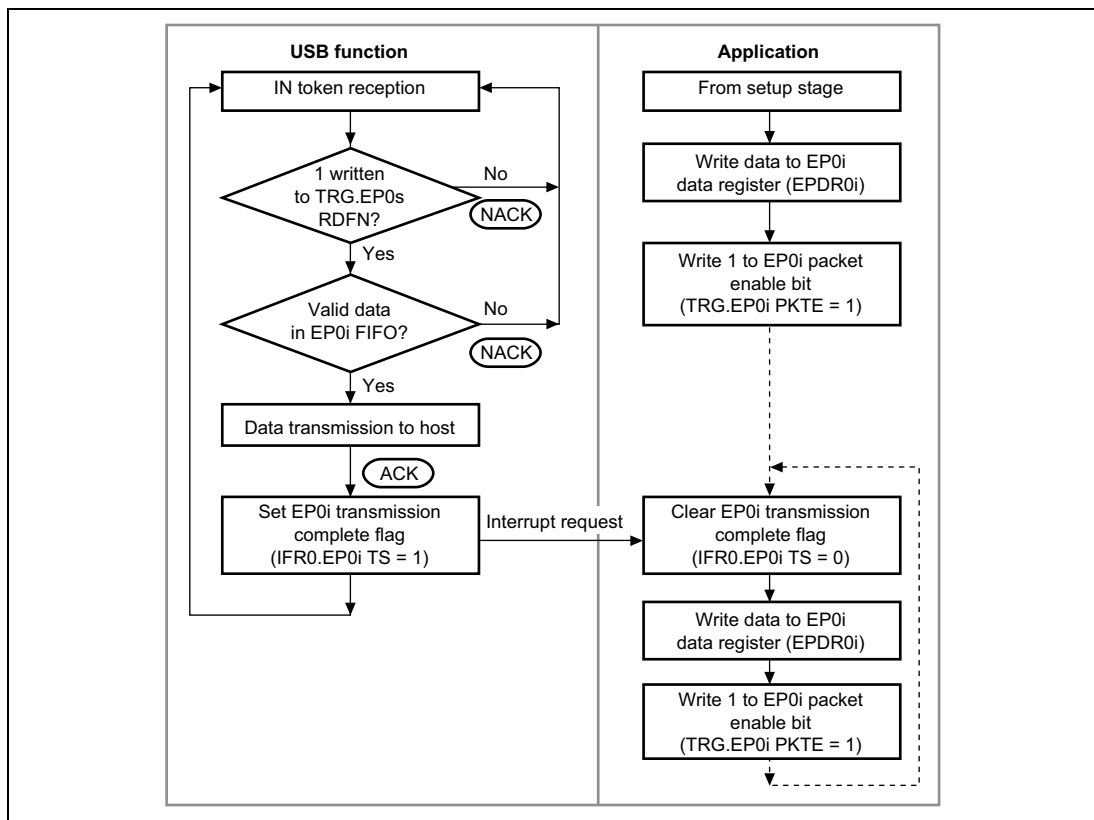 USB function
IN token reception
1 written
to TRG.EP0s
RDFN?
No
NACK
Yes
Valid data
in EP0i FIFO?
No
NACK
Yes
Data transmission to host
ACK
Set EP0i transmission
complete flag
(IFR0.EP0i TS = 1)
Interrupt request
Application
From setup stage
Write data to EP0i
data register (EPDR0i)
Write 1 to EP0i packet
enable bit
(TRG.EP0i PKTE = 1)
Clear EP0i transmission
complete flag
(IFR0.EP0i TS = 0)
Write data to EP0i
data register (EPDR0i)
Write 1 to EP0i packet
enable bit
(TRG.EP0i PKTE = 1)